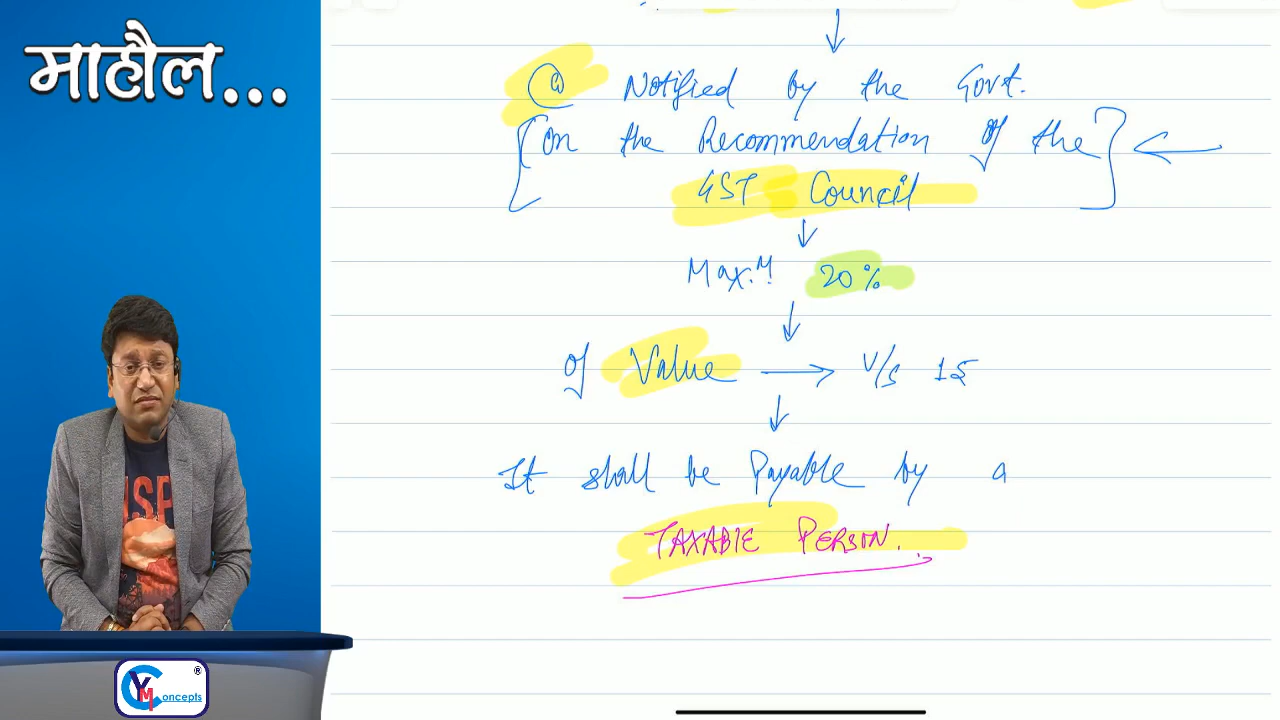 माहौल...
@ Notified by the Govt.
[On the Recommendation of the
GST Council]
Max.M 20%
of Value → V/S 15
It shall be Payable by a
TAXABLE PERSON.
CYM Concepts ®